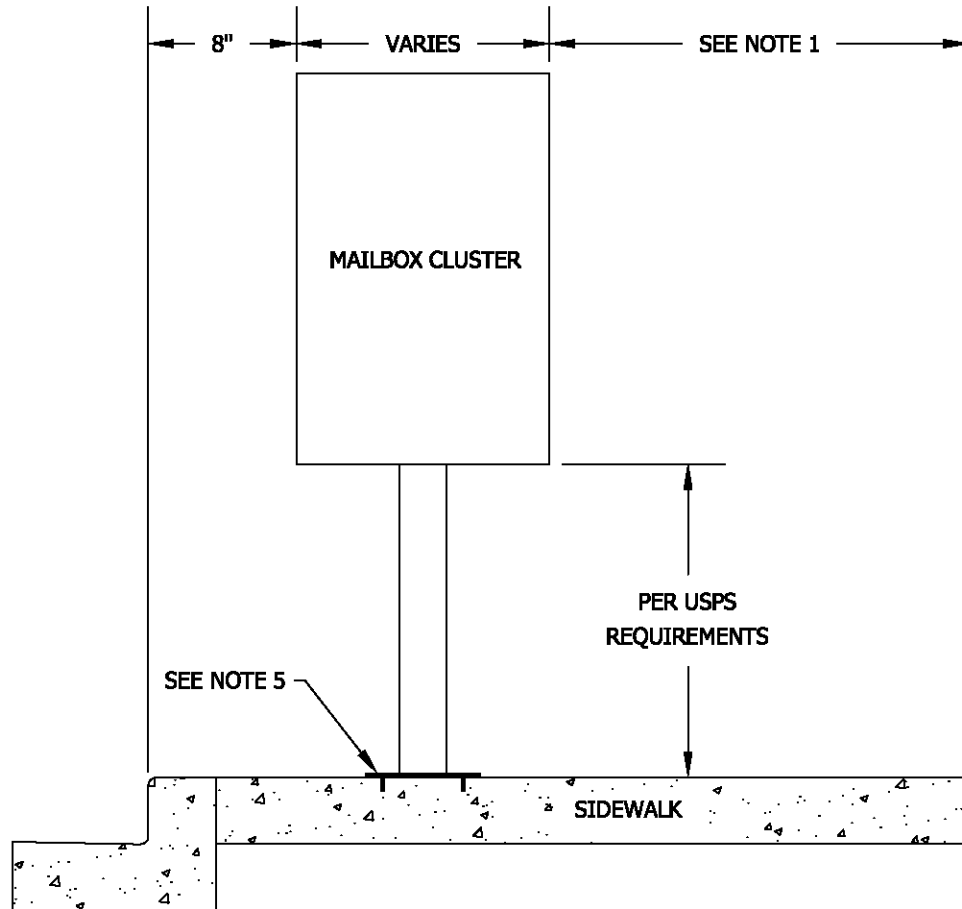 8" VARIES SEE NOTE 1
MAILBOX CLUSTER
PER USPS
REQUIREMENTS
SEE NOTE 5
SIDEWALK